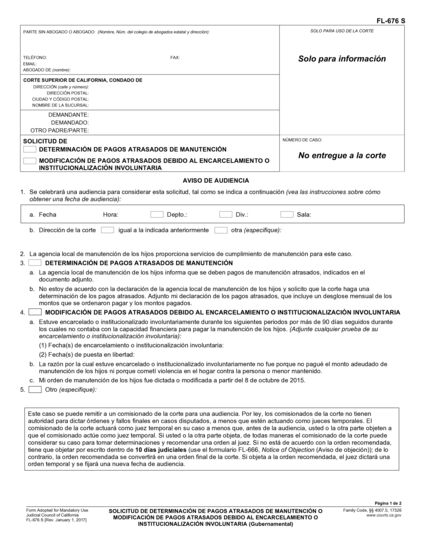 FL-676 S
PARTE SIN ABOGADO O ABOGADO (Nombre, Núm. del colegio de abogados estatal y dirección):
SOLO PARA USO DE LA CORTE
TELÉFONO: FAX:
EMAIL
ABOGADO DE (nombre):
Solo para información
CORTE SUPERIOR DE CALIFORNIA, CONDADO DE
DIRECCIÓN (calle y número):
DIRECCIÓN POSTAL:
CIUDAD Y CÓDIGO POSTAL:
NOMBRE DE LA SUCURSAL:
DEMANDANTE:
DEMANDADO:
OTRO PADRE/PARTE:
SOLICITUD DE
DETERMINACIÓN DE PAGOS ATRASADOS DE MANUTENCIÓN
MODIFICACIÓN DE PAGOS ATRASADOS DEBIDO AL ENCARCELAMIENTO O
INSTITUCIONALIZACIÓN INVOLUNTARIA
NÚMERO DE CASO:
No entregue a la corte
AVISO DE AUDIENCIA
1. Se celebrará una audiencia para considerar esta solicitud, tal como se indica a continuación (vea las instrucciones sobre cómo
obtener una fecha de audiencia):
a. Fecha Hora: Depto.: Div.: Sala:
b. Dirección de la corte igual a la indicada anteriormente otra (especifique):
2. La agencia local de manutención de los hijos proporciona servicios de cumplimiento de manutención para este caso.
3. DETERMINACIÓN DE PAGOS ATRASADOS DE MANUTENCIÓN
a. La agencia local de manutención de los hijos informa que se deben pagos de manutención atrasados, indicados en el
documento adjunto.
b. No estoy de acuerdo con la declaración de la agencia local de manutención de los hijos y solicito que la corte haga una
determinación de los pagos atrasados. Adjunto mi declaración de los pagos atrasados, que incluye un desglose mensual de los
montos que se ordenaron pagar y los montos pagados.
4. MODIFICACIÓN DE PAGOS ATRASADOS DEBIDO AL ENCARCELAMIENTO O INSTITUCIONALIZACIÓN INVOLUNTARIA
a. Estuve encarcelado o institucionalizado involuntariamente durante los siguientes períodos por más de 90 días seguidos durante
los cuales no contaba con la capacidad financiera para pagar la manutención de los hijos. (Adjunte cualquier prueba de su
encarcelamiento o institucionalización involuntaria):
(1) Fecha(s) de encarcelamiento o institucionalización involuntaria:
(2) Fecha(s) de puesta en libertad:
b. La razón por la cual estuve encarcelado o institucionalizado involuntariamente no fue porque no pagué el monto adeudado de
manutención de los hijos ni porque cometí violencia en el hogar contra la persona o menor mantenido.
c. Mi orden de manutención de los hijos fue dictada o modificada a partir del 8 de octubre de 2015.
5. Otro (especifique):
Este caso se puede remitir a un comisionado de la corte para una audiencia. Por ley, los comisionados de la corte no tienen
autoridad para dictar órdenes y fallos finales en casos disputados, a menos que estén actuando como jueces temporales. El
comisionado de la corte actuará como juez temporal en su caso a menos que, antes de la audiencia, usted o la otra parte objeten a
que el comisionado actúe como juez temporal. Si usted o la otra parte objeta, de todas maneras el comisionado de la corte puede
considerar su caso para tomar determinaciones y recomendar una orden al juez. Si no está de acuerdo con la orden recomendada,
tiene que objetar por escrito dentro de 10 días judiciales (use el formulario FL-666, Notice of Objection (Aviso de objeción)); de lo
contrario, la orden recomendada se convertirá en una orden final de la corte. Si objeta a la orden recomendada, el juez dictará una
orden temporal y se fijará una nueva fecha de audiencia.
Página 1 de 2
Form Adopted for Mandatory Use
Judicial Council of California
FL-676 S [Rev. January 1, 2017]
SOLICITUD DE DETERMINACIÓN DE PAGOS ATRASADOS DE MANUTENCIÓN O
MODIFICACIÓN DE PAGOS ATRASADOS DEBIDO AL ENCARCELAMIENTO O
INSTITUCIONALIZACIÓN INVOLUNTARIA (Gubernamental)
Family Code, §§ 4007.5, 17526
www.courts.ca.gov